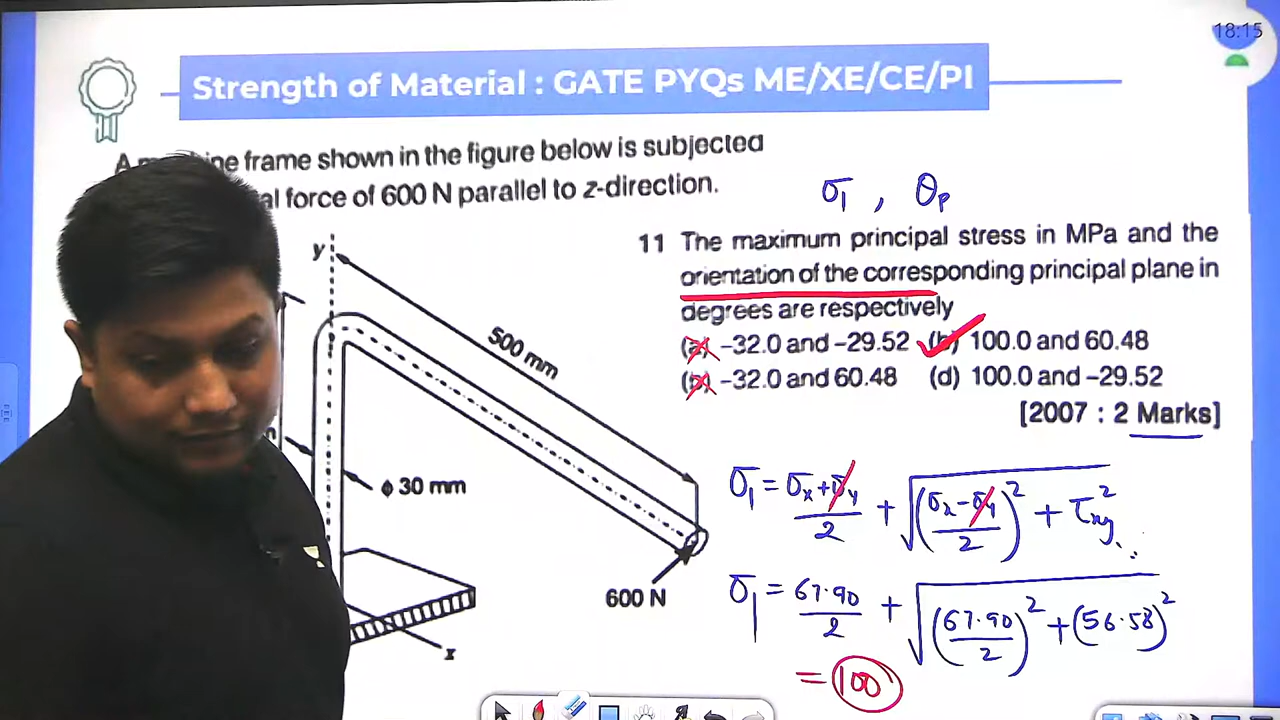 18:15
Strength of Material : GATE PYQs ME/XE/CE/PI
frame shown in the figure below is subjected
force of 600 N parallel to z-direction.
σ1 , θP
11 The maximum principal stress in MPa and the
orientation of the corresponding principal plane in
degrees are respectively
(a) −32.0 and −29.52 (b) 100.0 and 60.48
(b) −32.0 and 60.48 (d) 100.0 and −29.52
[2007 : 2 Marks]
y
500 mm
ϕ 30 mm
600 N
x
σ1 = σx+σy/2 + √((σx−σy/2)² + τxy²
σ1 = 67.90/2 + √((67.90/2)² + (56.58)²
= 100